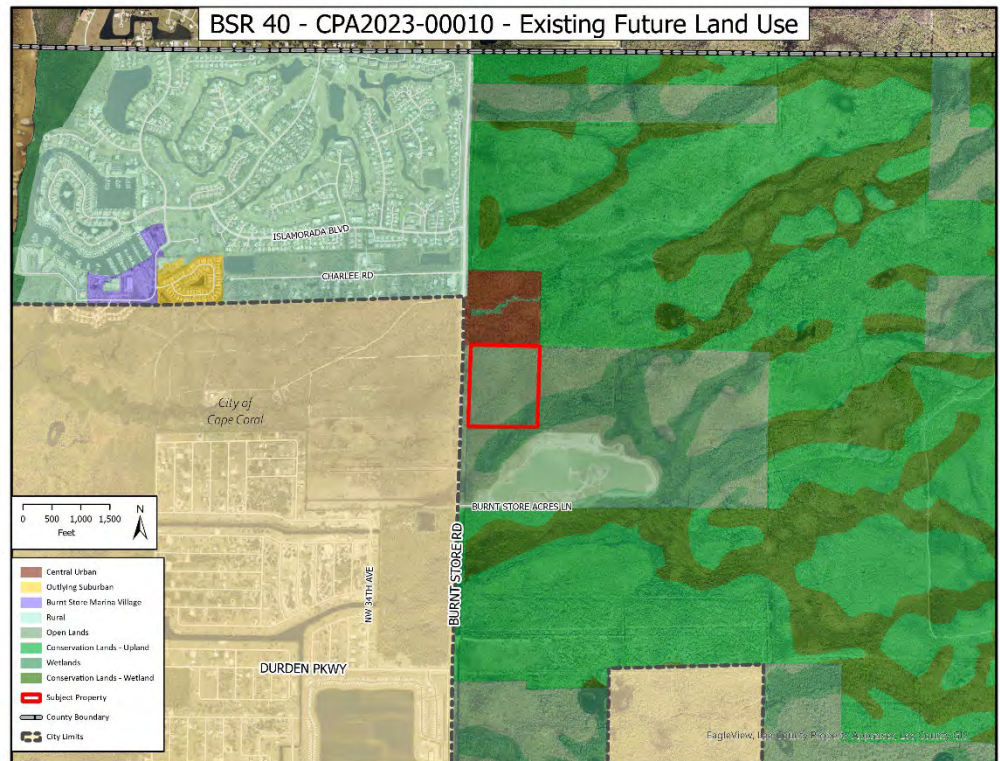 BSR 40 - CPA2023-00010 - Existing Future Land Use
ISLAMORADA BLVD
CHARLEE RD
City of
Cape Coral
BURNT STORE ACRES LN
BURNT STORE RD
NW 34TH AVE
DURDEN PKWY
0 500 1,000 1,500
Feet
N
Central Urban
Outlying Suburban
Burnt Store Marina Village
Rural
Open Lands
Conservation Lands - Upland
Wetlands
Conservation Lands - Wetland
Subject Property
County Boundary
City Limits
EagleView, Lee County Property Appraiser, Lee County GIS